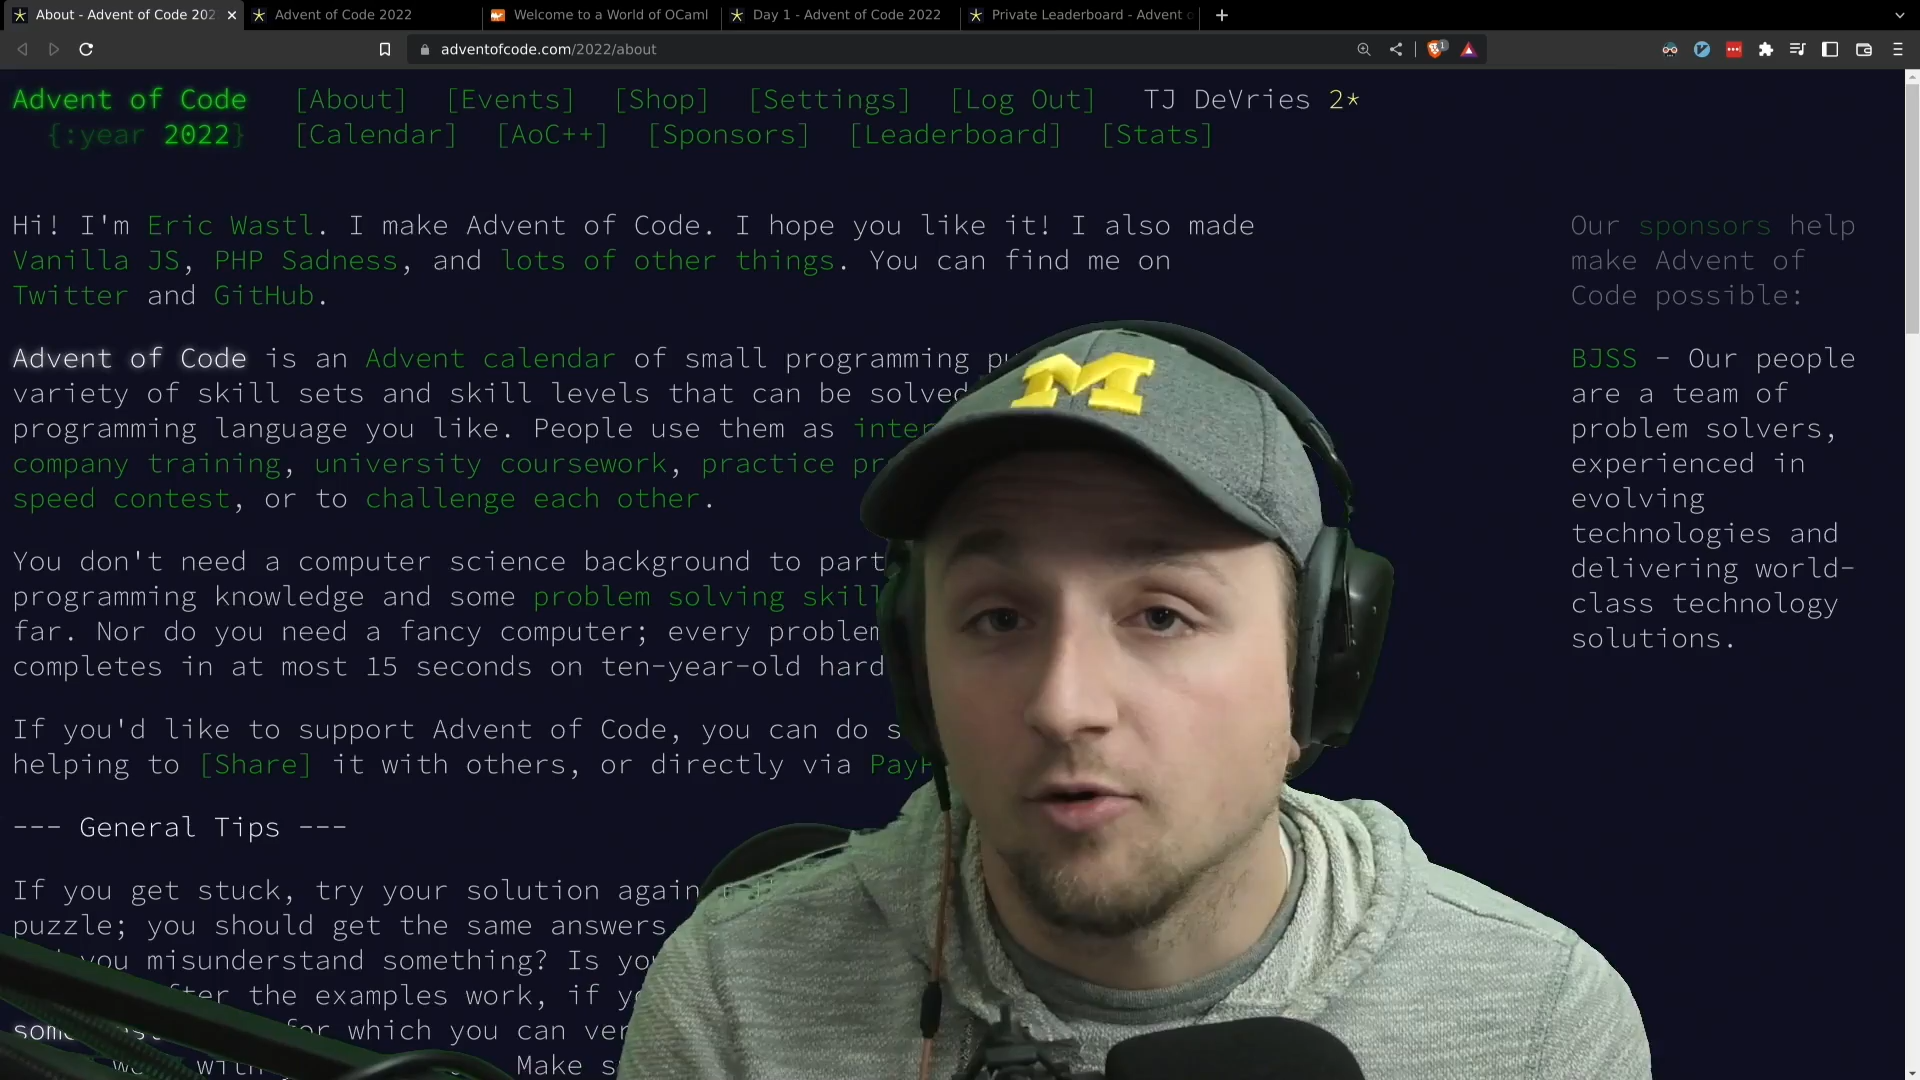 About - Advent of Code 202
Advent of Code 2022
Welcome to a World of OCaml
Day 1 - Advent of Code 2022
Private Leaderboard - Advent o
adventofcode.com/2022/about
Advent of Code [About] [Events] [Shop] [Settings] [Log Out] TJ DeVries 2*
{:year 2022} [Calendar] [AoC++] [Sponsors] [Leaderboard] [Stats]
Hi! I'm Eric Wastl. I make Advent of Code. I hope you like it! I also made
Vanilla JS, PHP Sadness, and lots of other things. You can find me on
Twitter and GitHub.
Advent of Code is an Advent calendar of small programming
variety of skill sets and skill levels that can be solved
programming language you like. People use them as
company training, university coursework, practice
speed contest, or to challenge each other.
You don't need a computer science background to
programming knowledge and some problem solving
far. Nor do you need a fancy computer; every problem
completes in at most 15 seconds on ten-year-old
If you'd like to support Advent of Code, you can do
helping to [Share] it with others, or directly via
--- General Tips ---
If you get stuck, try your solution
puzzle; you should get the same answers
you misunderstand something? Is
the examples work, if
for which you can
with
Make
M
Our sponsors help
make Advent of
Code possible:
BJSS - Our people
are a team of
problem solvers,
experienced in
evolving
technologies and
delivering world-
class technology
solutions.